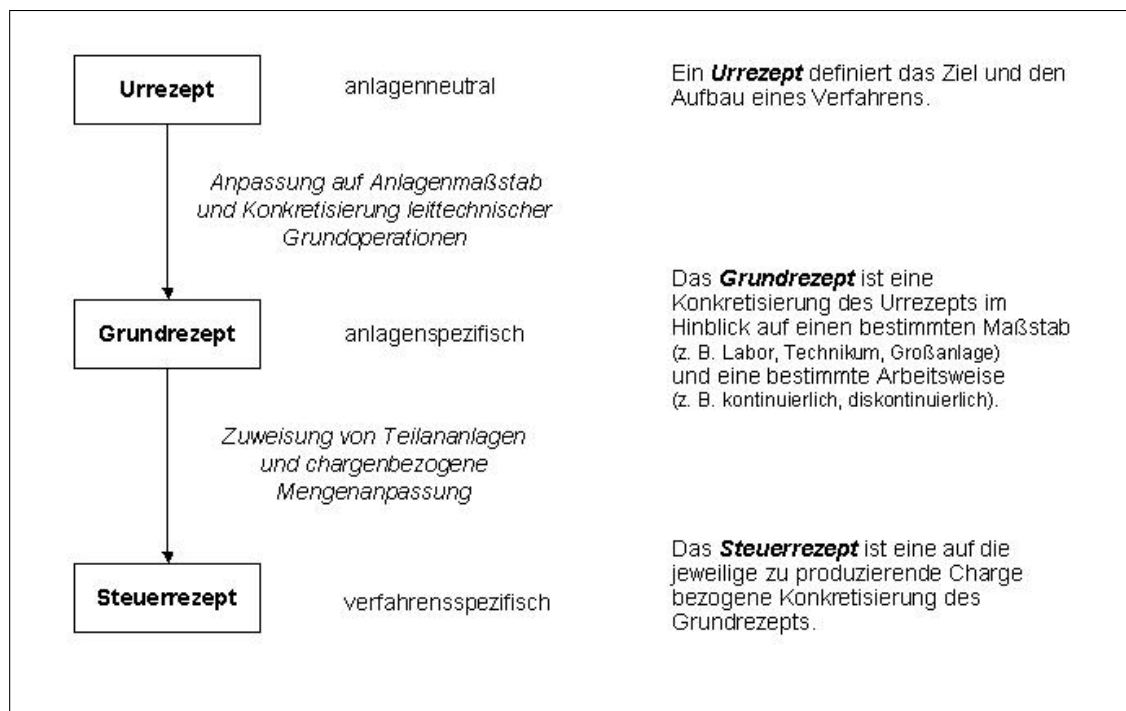 Urrezept
anlagenneutral
Ein Urrezept definiert das Ziel und den
Aufbau eines Verfahrens.
Anpassung auf Anlagenmaßstab
und Konkretisierung leittechnischer
Grundoperationen
Grundrezept
anlagenspezifisch
Das Grundrezept ist eine
Konkretisierung des Urrezepts im
Hinblick auf einen bestimmten Maßstab
(z. B. Labor, Technikum, Großanlage)
und eine bestimmte Arbeitsweise
(z. B. kontinuierlich, diskontinuierlich).
Zuweisung von Teilananlagen
und chargenbezogene
Mengenanpassung
Steuerrezept
verfahrensspezifisch
Das Steuerrezept ist eine auf die
jeweilige zu produzierende Charge
bezogene Konkretisierung des
Grundrezepts.